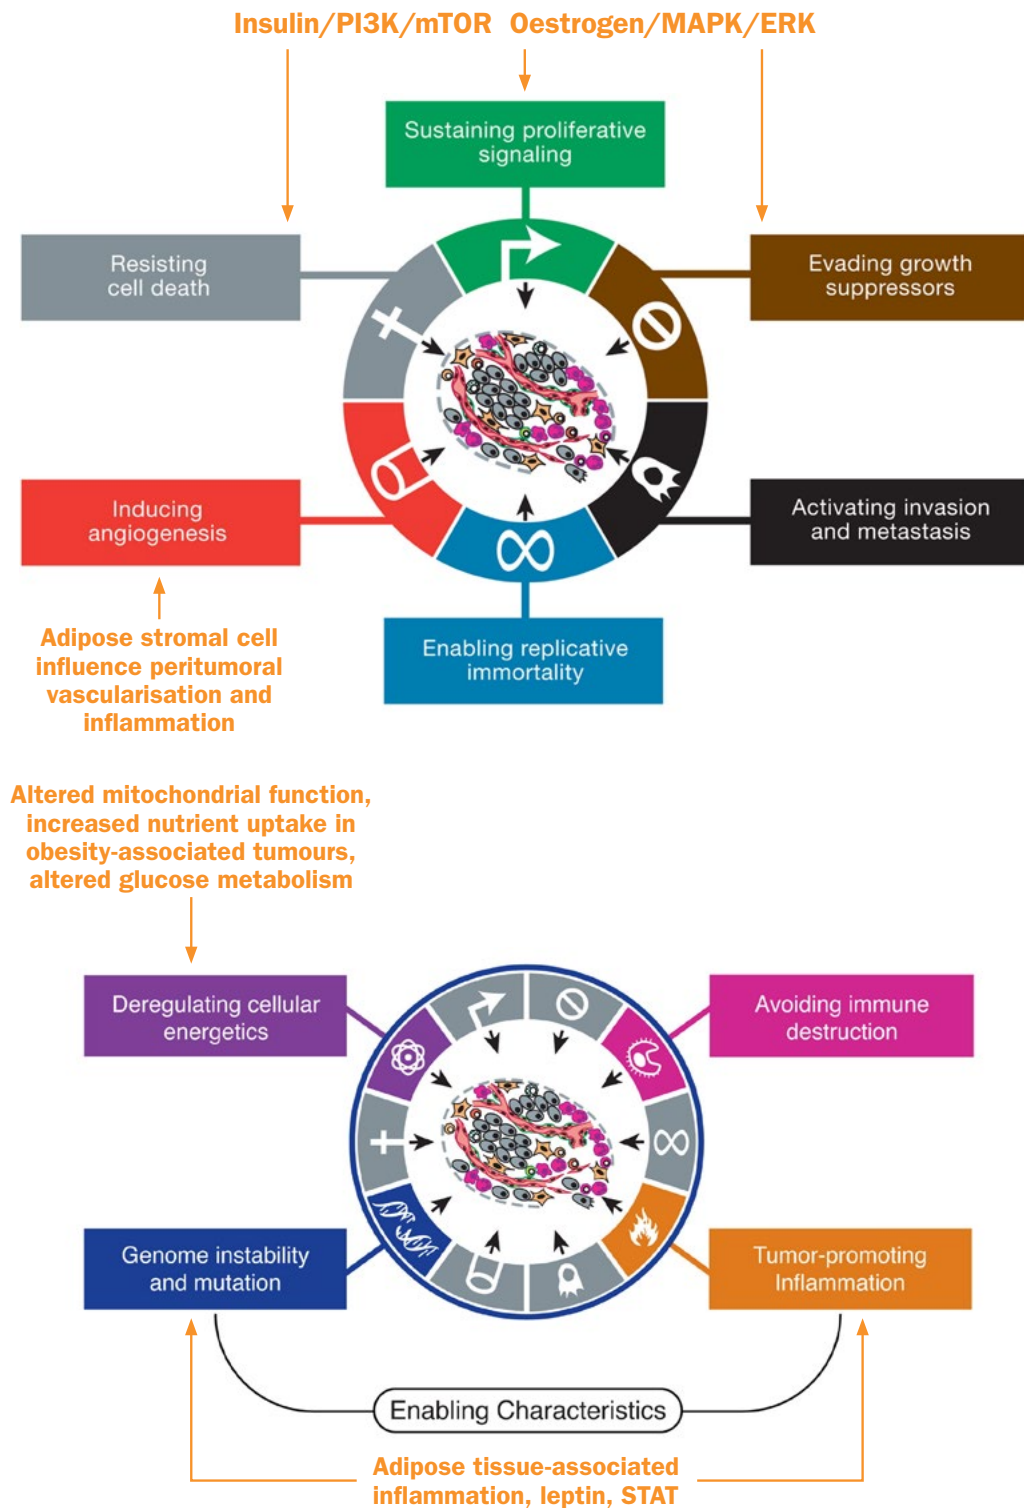 Insulin/PI3K/mTOR Oestrogen/MAPK/ERK
Sustaining proliferative
signaling
Resisting
cell death
Evading growth
suppressors
Inducing
angiogenesis
Activating invasion
and metastasis
Adipose stromal cell
influence peritumoral
vascularisation and
inflammation
Enabling replicative
immortality
Altered mitochondrial function,
increased nutrient uptake in
obesity-associated tumours,
altered glucose metabolism
Deregulating cellular
energetics
Avoiding immune
destruction
Genome instability
and mutation
Tumor-promoting
Inflammation
Enabling Characteristics
Adipose tissue-associated
inflammation, leptin, STAT